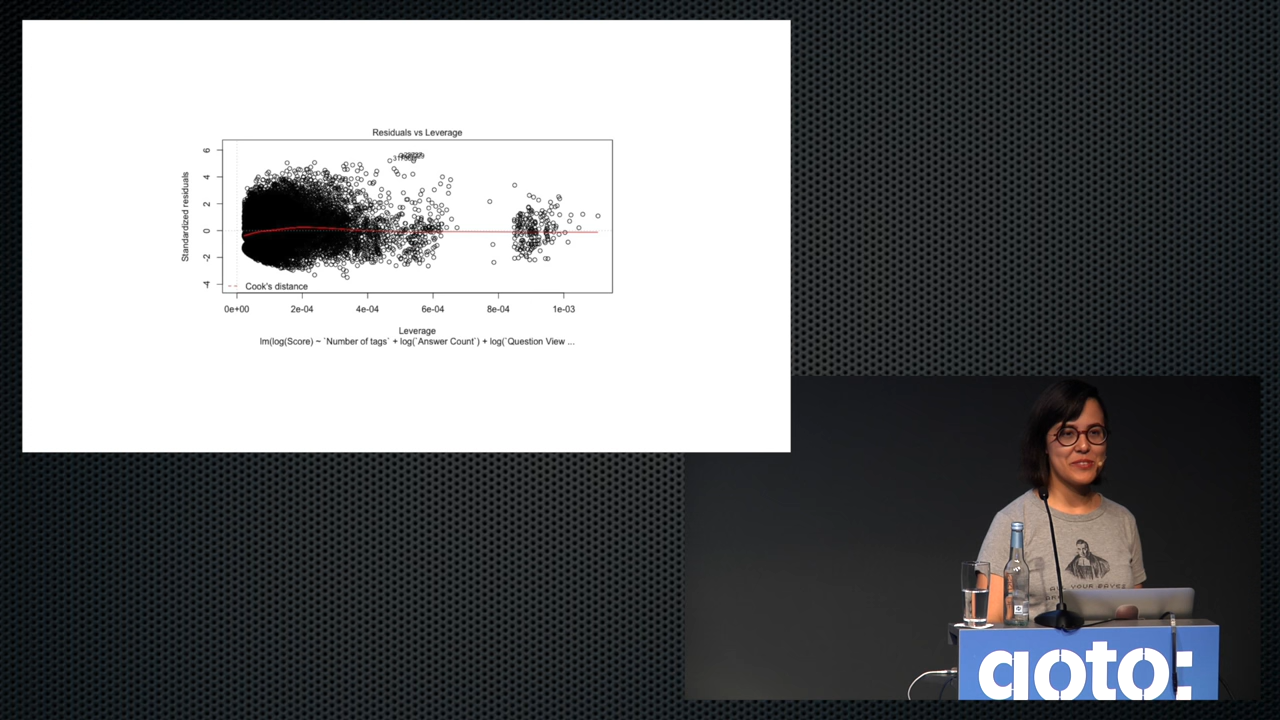 Residuals vs Leverage
Standardized residuals
6
4
2
0
-2
-4
Cook's distance
0e+00 2e-04 4e-04 6e-04 8e-04 1e-03
Leverage
lm(log(Score) ~ `Number of tags` + log(`Answer Count`) + log(`Question View ...
YOUR
goto: